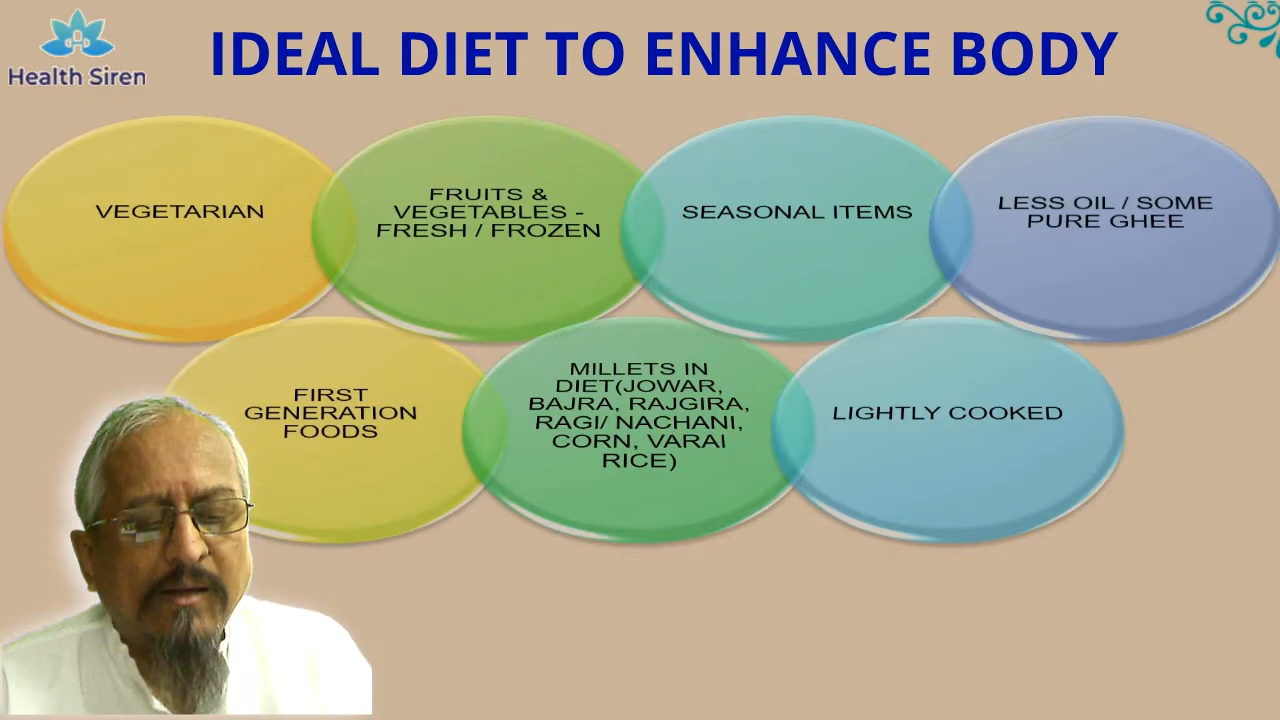 Health Siren
IDEAL DIET TO ENHANCE BODY
VEGETARIAN
FRUITS &
VEGETABLES -
FRESH / FROZEN
SEASONAL ITEMS
LESS OIL / SOME
PURE GHEE
FIRST
GENERATION
FOODS
MILLETS IN
DIET(JOWAR,
BAJRA, RAJGIRA,
RAGI/ NACHANI,
CORN, VARAI
RICE)
LIGHTLY COOKED